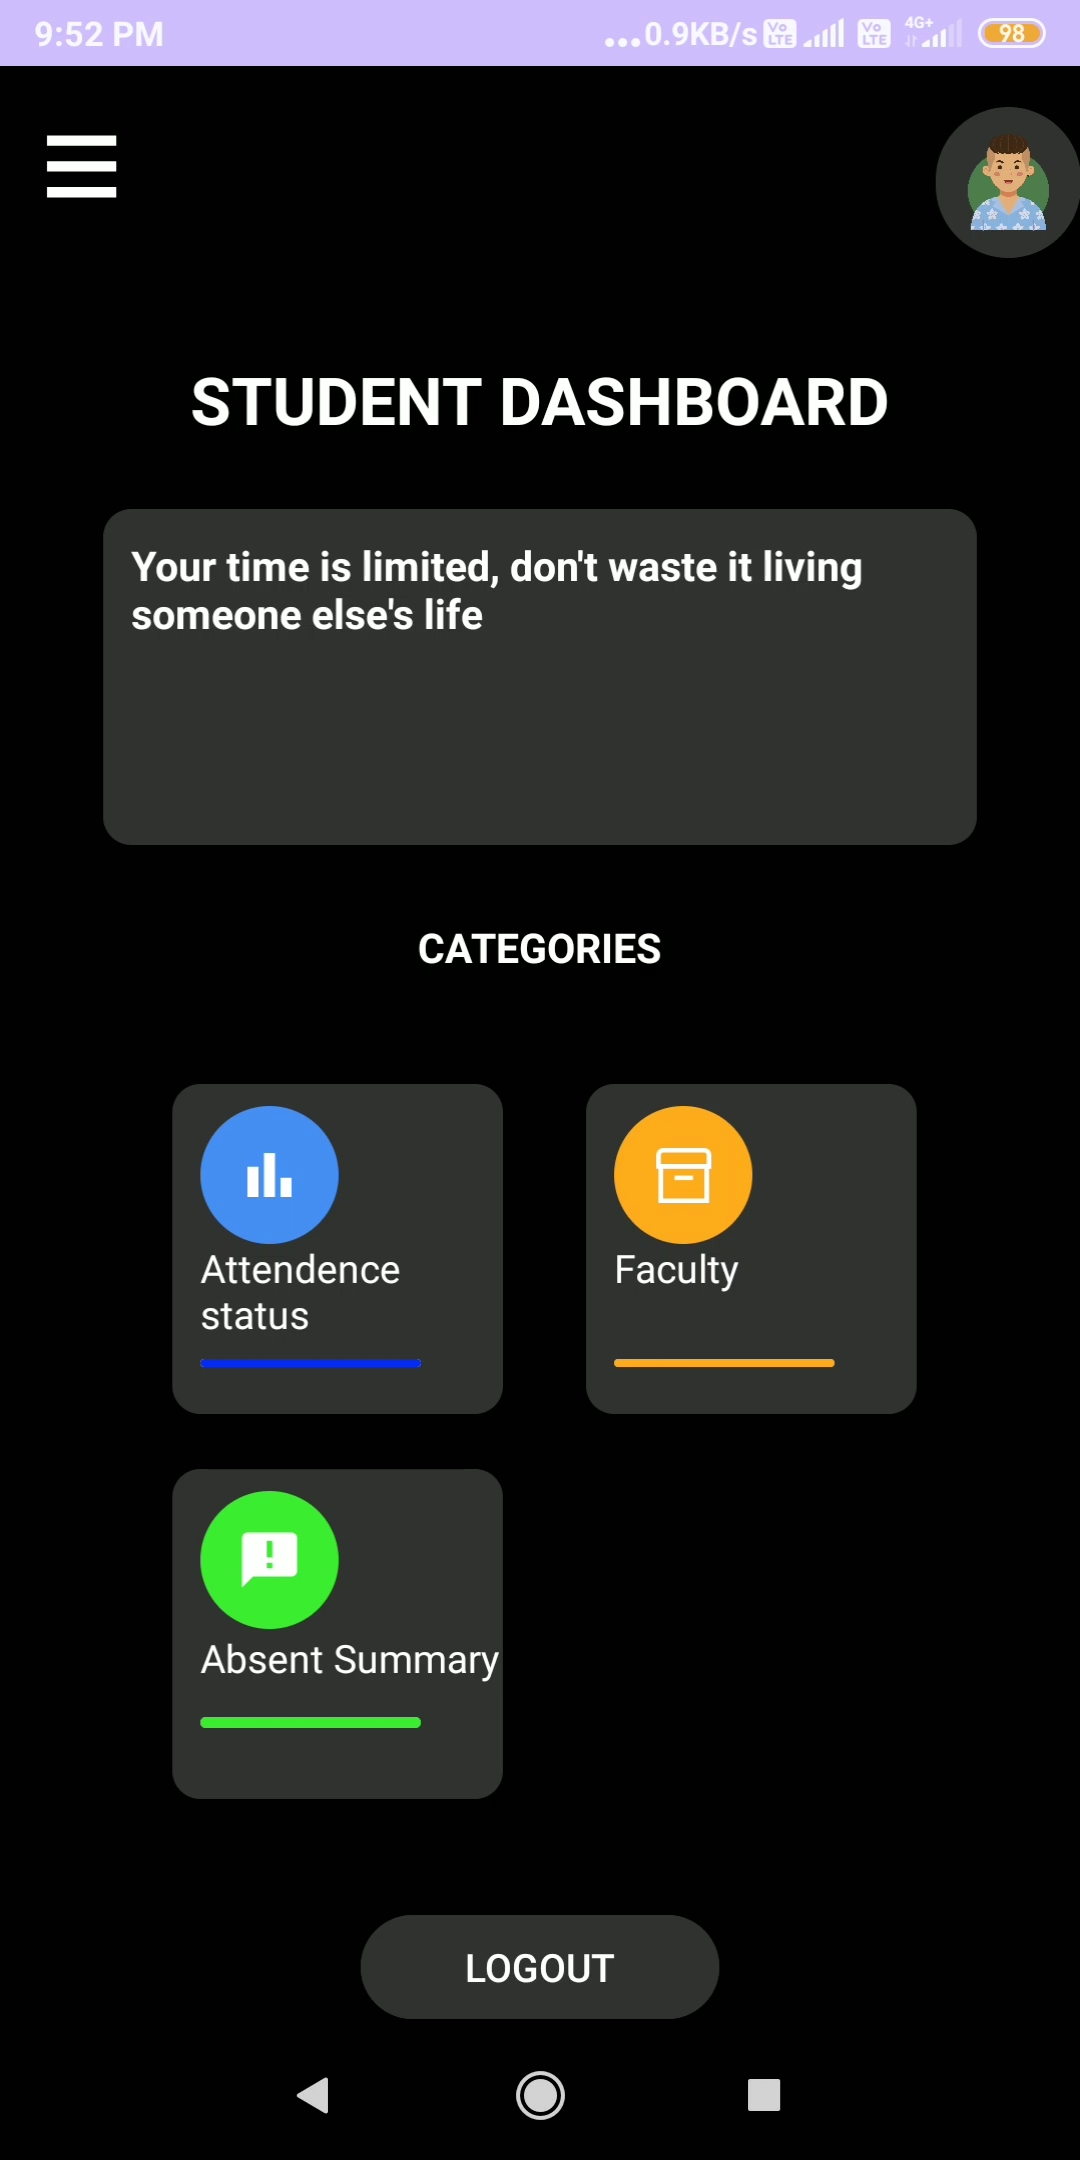 9:52 PM
...0.9KB/s Vo LTE Vo LTE 4G+ 98
STUDENT DASHBOARD
Your time is limited, don't waste it living
someone else's life
CATEGORIES
Attendence
status
Faculty
Absent Summary
LOGOUT